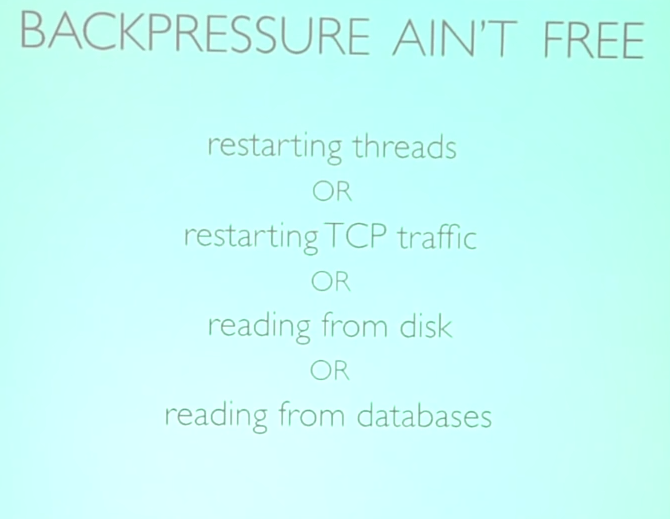 BACKPRESSURE AIN'T FREE
restarting threads
OR
restarting TCP traffic
OR
reading from disk
OR
reading from databases